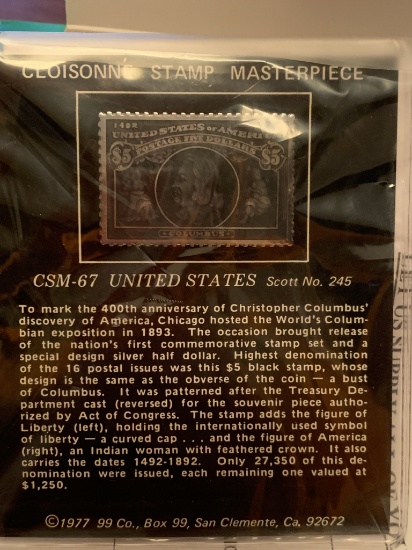 CLOISONNÉ STAMP MASTERPIECE
1492
UNITED STATES OF AMERICA
$5 POSTAGE FIVE DOLLARS $5
COLUMBUS
CSM-67 UNITED STATES Scott No. 245
To mark the 400th anniversary of Christopher Columbus'
discovery of America, Chicago hosted the World's Colum-
bian exposition in 1893. The occasion brought release
of the nation's first commemorative stamp set and a
special design silver half dollar. Highest denomination
of the 16 postal issues was this $5 black stamp, whose
design is the same as the obverse of the coin — a bust
of Columbus. It was patterned after the Treasury De-
partment cast (reversed) for the souvenir piece autho-
rized by Act of Congress. The stamp adds the figure of
Liberty (left), holding the internationally used symbol
of liberty — a curved cap . . . and the figure of America
(right), an Indian woman with feathered crown. It also
carries the dates 1492-1892. Only 27,350 of this de-
nomination were issued, each remaining one valued at
$1,250.
©1977 99 Co., Box 99, San Clemente, Ca. 92672